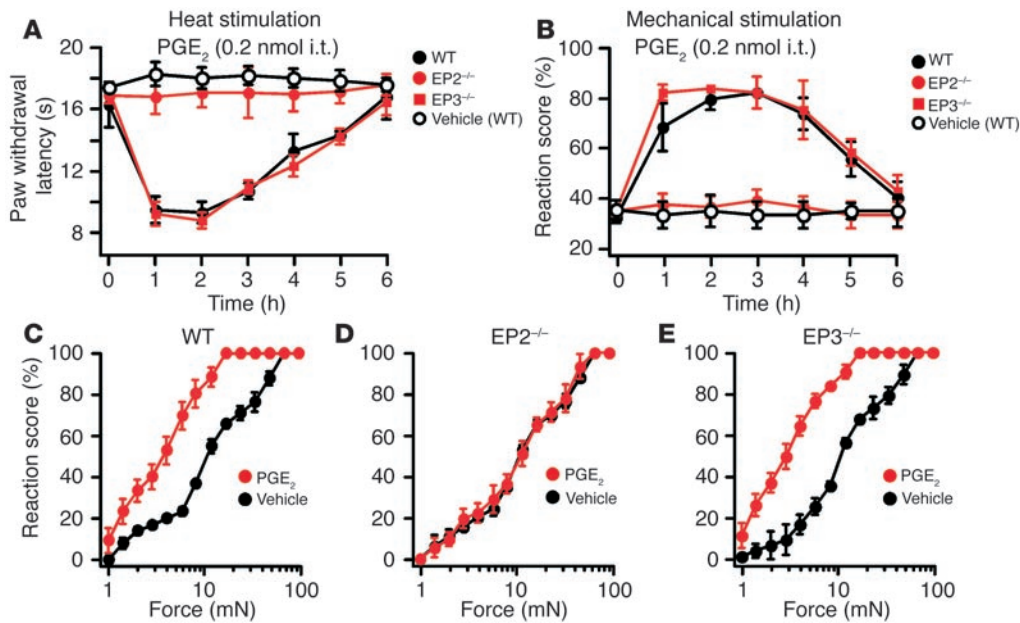 A
Heat stimulation
PGE2 (0.2 nmol i.t.)
Paw withdrawal
latency (s)
20
16
12
8
0 1 2 3 4 5 6
Time (h)
WT
EP2–/–
EP3–/–
Vehicle (WT)
B
Mechanical stimulation
PGE2 (0.2 nmol i.t.)
Reaction score (%)
100
80
60
40
20
0 1 2 3 4 5 6
Time (h)
WT
EP2–/–
EP3–/–
Vehicle (WT)
C
WT
Reaction score (%)
100
80
60
40
20
0
1 10 100
Force (mN)
PGE2
Vehicle
D
EP2–/–
100
80
60
40
20
0
1 10 100
Force (mN)
PGE2
Vehicle
E
EP3–/–
100
80
60
40
20
0
1 10 100
Force (mN)
PGE2
Vehicle